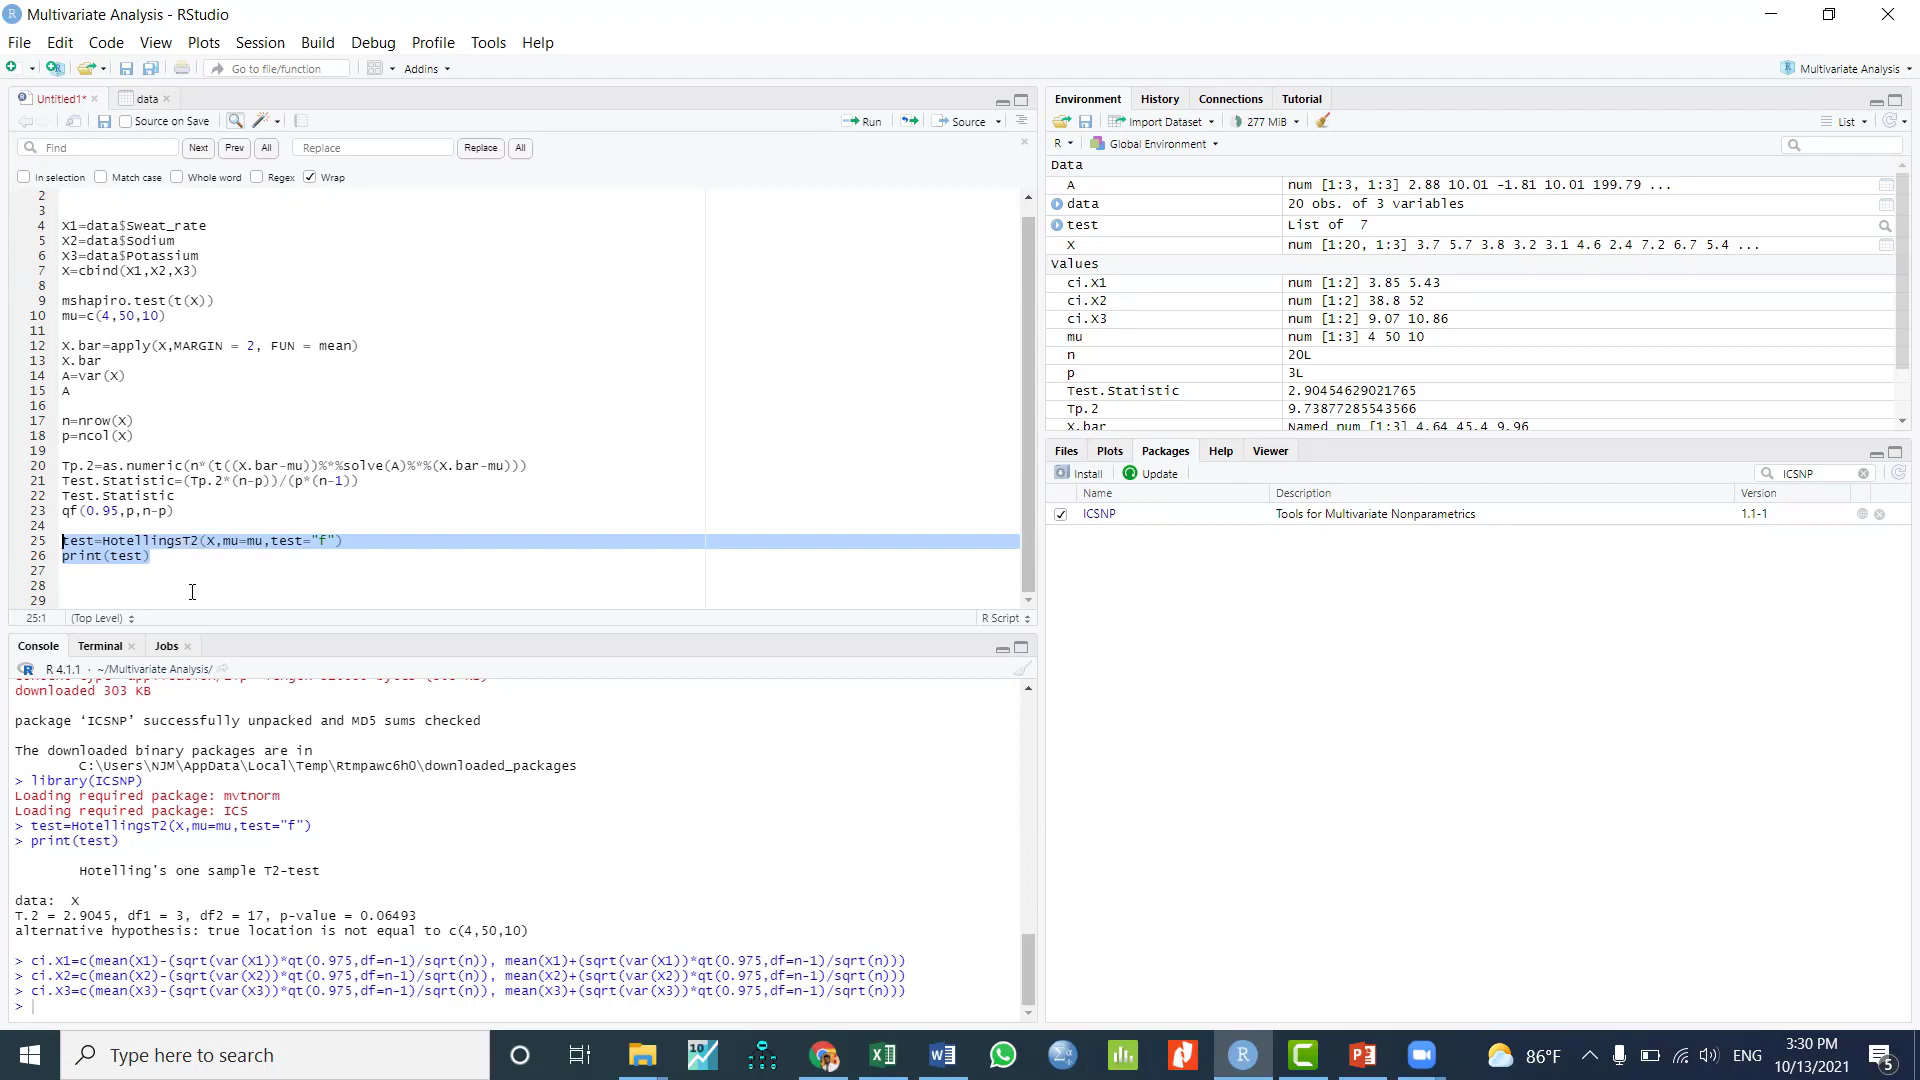 Multivariate Analysis - RStudio
File Edit Code View Plots Session Build Debug Profile Tools Help
Go to file/function Addins
Multivariate Analysis
Untitled1* data
Source on Save Run Source
Find Next Prev All Replace Replace All
In selection Match case Whole word Regex Wrap
2
3
4 X1=data$Sweat_rate
5 X2=data$Sodium
6 X3=data$Potassium
7 X=cbind(X1,X2,X3)
8
9 mshapiro.test(t(X))
10 mu=c(4,50,10)
11
12 X.bar=apply(X,MARGIN = 2, FUN = mean)
13 X.bar
14 A=var(X)
15 A
16
17 n=nrow(X)
18 p=ncol(X)
19
20 Tp.2=as.numeric(n*(t((X.bar-mu))%*%solve(A)%*%(X.bar-mu)))
21 Test.Statistic=(Tp.2*(n-p))/(p*(n-1))
22 Test.Statistic
23 qf(0.95,p,n-p)
24
25 test=HotellingsT2(X,mu=mu,test="f")
26 print(test)
27
28
29
25:1 (Top Level) R Script
Console Terminal Jobs
R 4.1.1 · ~/Multivariate Analysis/
downloaded 303 KB
package ‘ICSNP’ successfully unpacked and MD5 sums checked
The downloaded binary packages are in
C:\Users\NJM\AppData\Local\Temp\Rtmpawc6h0\downloaded_packages
> library(ICSNP)
Loading required package: mvtnorm
Loading required package: ICS
> test=HotellingsT2(X,mu=mu,test="f")
> print(test)
Hotelling's one sample T2-test
data: X
T.2 = 2.9045, df1 = 3, df2 = 17, p-value = 0.06493
alternative hypothesis: true location is not equal to c(4,50,10)
> ci.X1=c(mean(X1)-(sqrt(var(X1))*qt(0.975,df=n-1)/sqrt(n)), mean(X1)+(sqrt(var(X1))*qt(0.975,df=n-1)/sqrt(n)))
> ci.X2=c(mean(X2)-(sqrt(var(X2))*qt(0.975,df=n-1)/sqrt(n)), mean(X2)+(sqrt(var(X2))*qt(0.975,df=n-1)/sqrt(n)))
> ci.X3=c(mean(X3)-(sqrt(var(X3))*qt(0.975,df=n-1)/sqrt(n)), mean(X3)+(sqrt(var(X3))*qt(0.975,df=n-1)/sqrt(n)))
>
Environment History Connections Tutorial
Import Dataset 277 MiB List
R Global Environment
Data
A num [1:3, 1:3] 2.88 10.01 -1.81 10.01 199.79 ...
data 20 obs. of 3 variables
test List of 7
X num [1:20, 1:3] 3.7 5.7 3.8 3.2 3.1 4.6 2.4 7.2 6.7 5.4 ...
Values
ci.X1 num [1:2] 3.85 5.43
ci.X2 num [1:2] 38.8 52
ci.X3 num [1:2] 9.07 10.86
mu num [1:3] 4 50 10
n 20L
p 3L
Test.Statistic 2.90454629021765
Tp.2 9.73877285543566
X.bar Named num [1:3] 4.64 45.4 9.96
Files Plots Packages Help Viewer
Install Update ICSNP
Name Description Version
ICSNP Tools for Multivariate Nonparametrics 1.1-1
Type here to search
86°F ENG
3:30 PM
10/13/2021
5